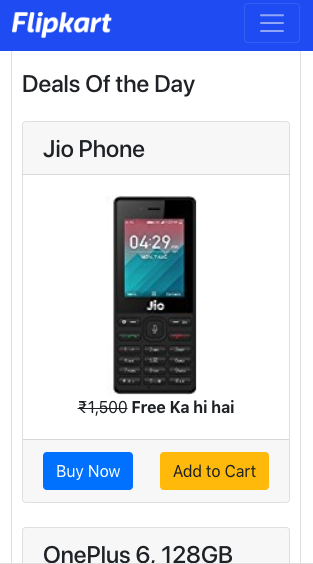 Flipkart
Deals Of the Day
Jio Phone
04:29
Jio
₹1,500 Free Ka hi hai
Buy Now
Add to Cart
OnePlus 6, 128GB